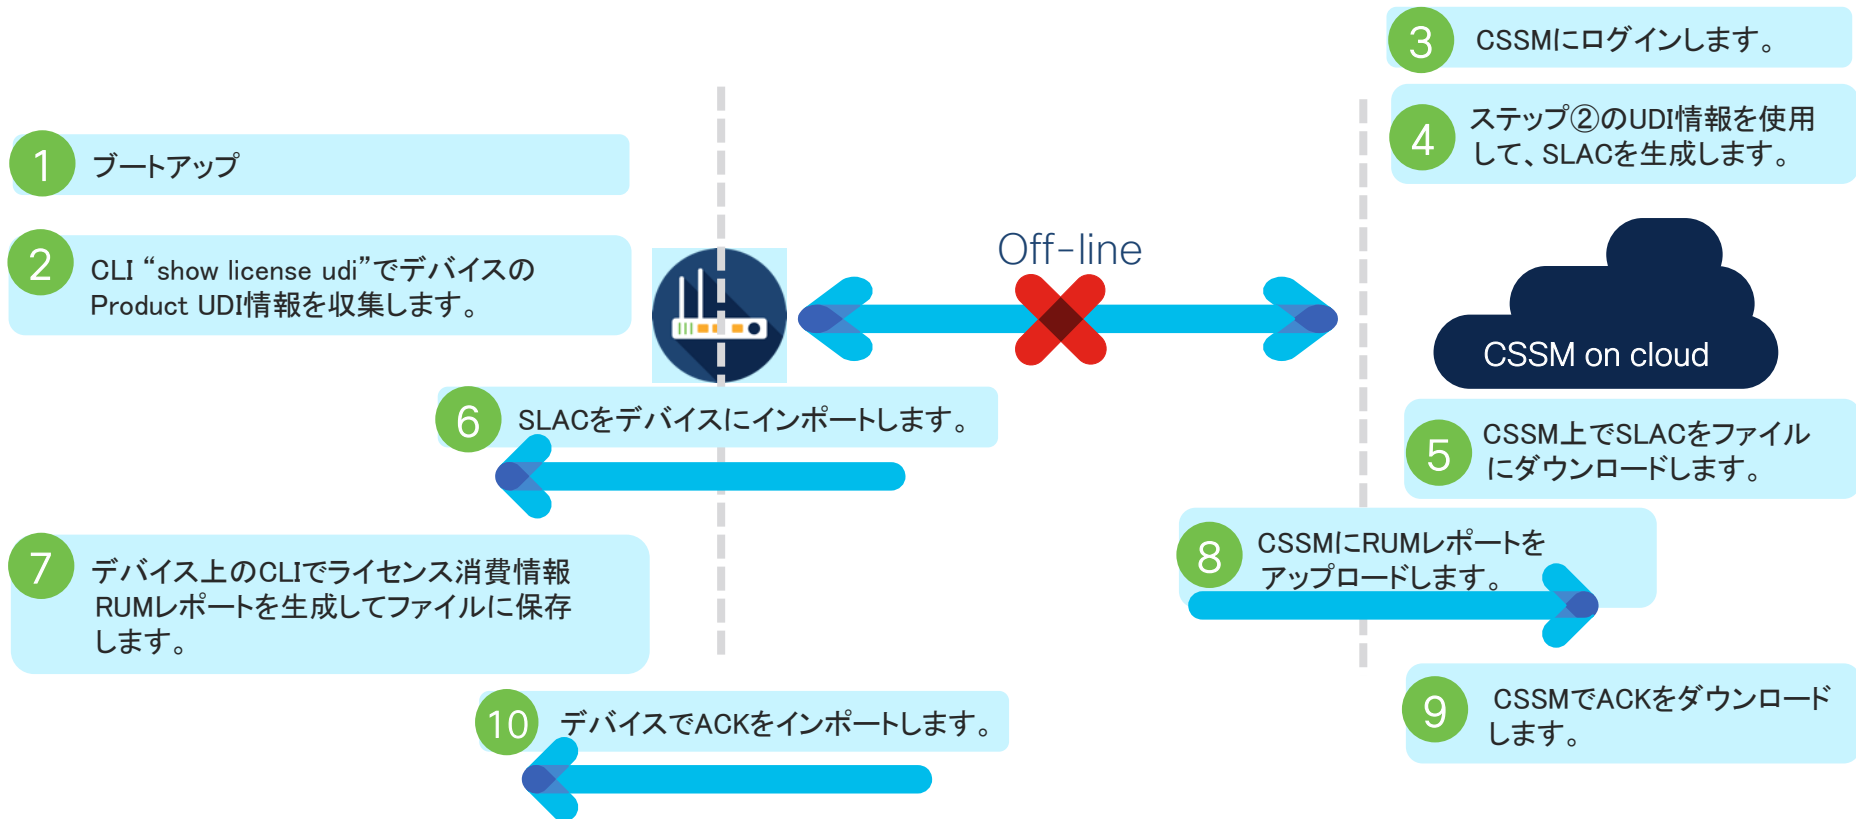 1
ブートアップ
2
CLI “show license udi”でデバイスの
Product UDI情報を収集します。
3
CSSMにログインします。
4
ステップ②のUDI情報を使用
して、SLACを生成します。
Off-line
CSSM on cloud
5
CSSM上でSLACをファイル
にダウンロードします。
6
SLACをデバイスにインポートします。
7
デバイス上のCLIでライセンス消費情報
RUMレポートを生成してファイルに保存
します。
8
CSSMにRUMレポートを
アップロードします。
9
CSSMでACKをダウンロード
します。
10
デバイスでACKをインポートします。